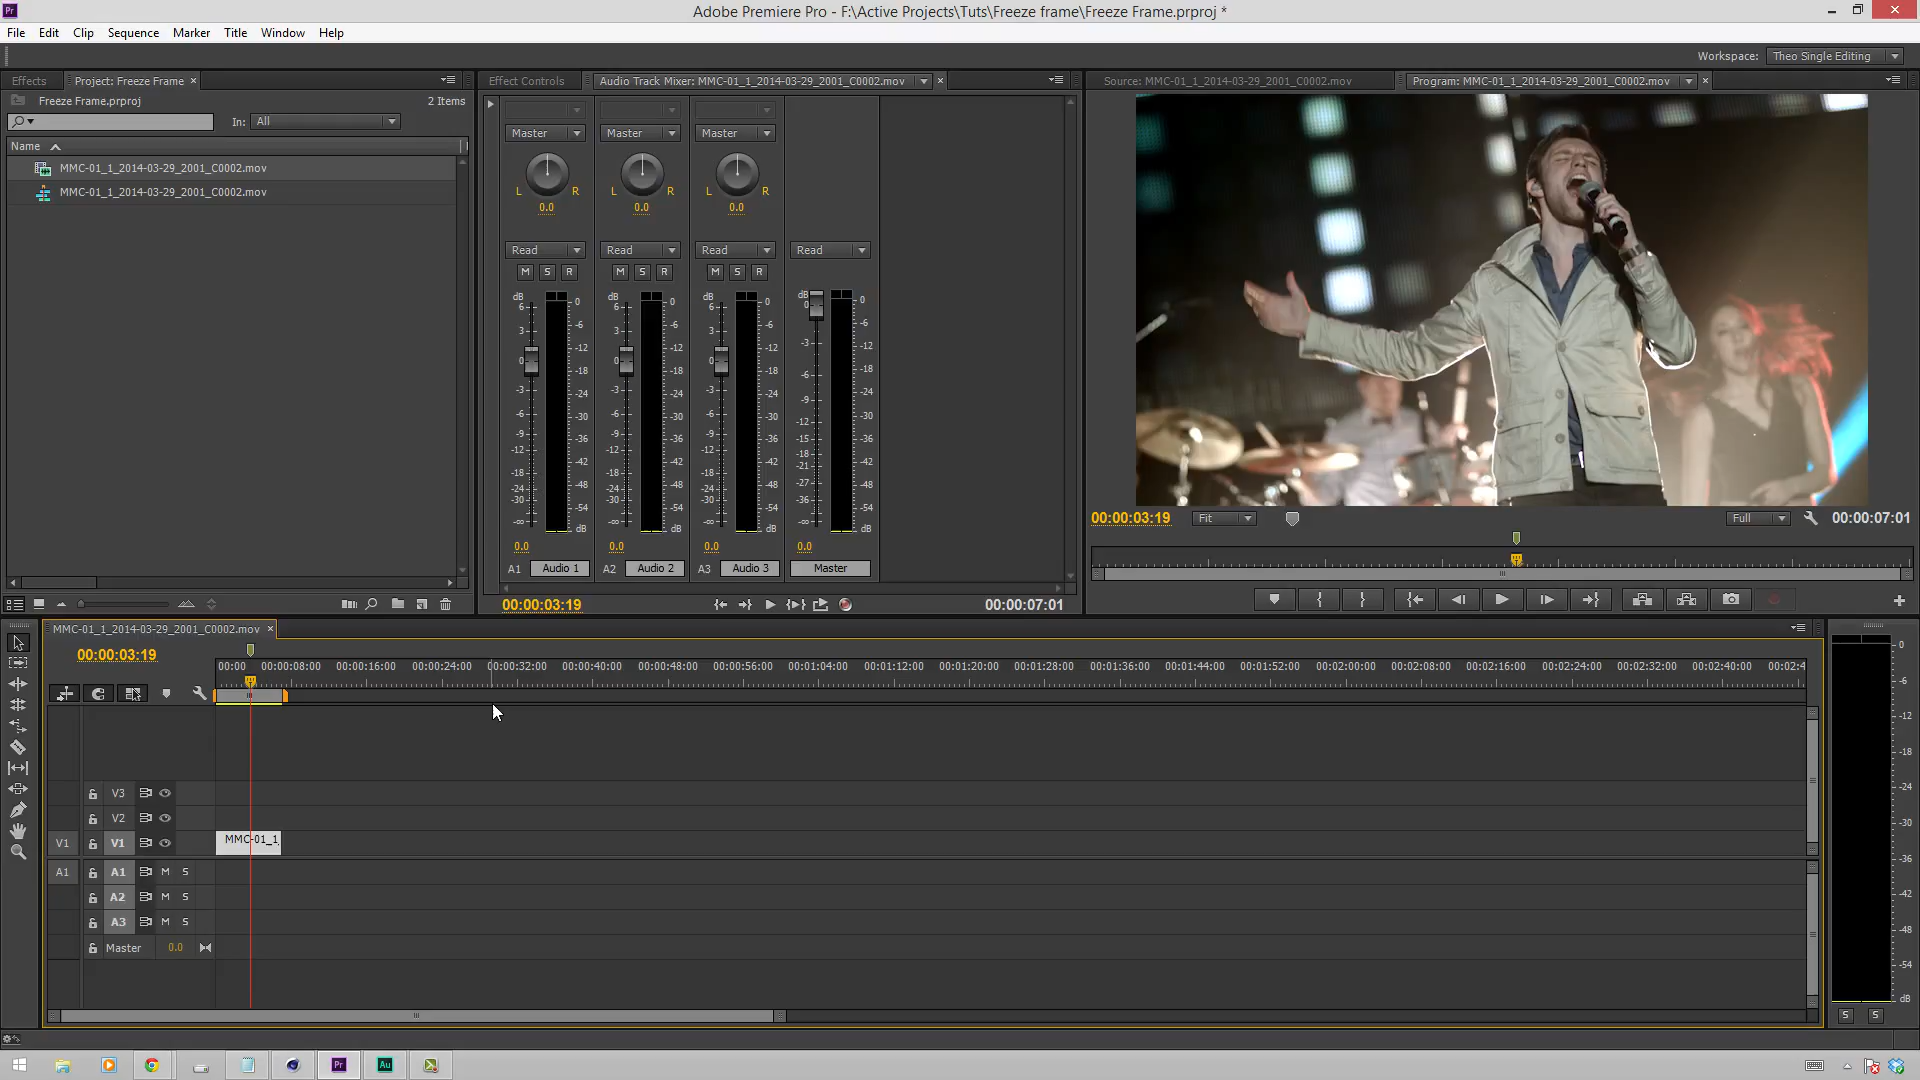 Adobe Premiere Pro - F:\Active Projects\Tuts\Freeze frame\Freeze Frame.prproj *
File Edit Clip Sequence Marker Title Window Help
Workspace: Theo Single Editing
Effects Project: Freeze Frame ×
Freeze Frame.prproj 2 Items
In: All
Name
MMC-01_1_2014-03-29_2001_C0002.mov
MMC-01_1_2014-03-29_2001_C0002.mov
Effect Controls Audio Track Mixer: MMC-01_1_2014-03-29_2001_C0002.mov ×
Master Master Master
L R L R L R
0.0 0.0 0.0
Read Read Read Read
M S R M S R M S R
dB dB dB dB
6 0 6 0 6 0 0 0
3 -6 3 -6 3 -6 -3 -6
0 -12 0 -12 0 -12 -6 -12
-3 -18 -3 -18 -3 -18 -9 -18
-6 -24 -6 -24 -6 -24 -12 -24
-9 -30 -9 -30 -9 -30 -15 -30
-12 -36 -12 -36 -12 -36 -18 -36
-18 -42 -18 -42 -18 -42 -21 -42
-24 -48 -24 -48 -24 -48 -27 -48
-30 -54 -30 -54 -30 -54 -36 -54
-∞ dB -∞ dB -∞ dB -∞ dB
0.0 0.0 0.0 0.0
A1 Audio 1 A2 Audio 2 A3 Audio 3 Master
00:00:03:19 00:00:07:01
Source: MMC-01_1_2014-03-29_2001_C0002.mov Program: MMC-01_1_2014-03-29_2001_C0002.mov ×
00:00:03:19 Fit Full 00:00:07:01
MMC-01_1_2014-03-29_2001_C0002.mov ×
00:00:03:19
00:00 00:00:08:00 00:00:16:00 00:00:24:00 00:00:32:00 00:00:40:00 00:00:48:00 00:00:56:00 00:01:04:00 00:01:12:00 00:01:20:00 00:01:28:00 00:01:36:00 00:01:44:00 00:01:52:00 00:02:00:00 00:02:08:00 00:02:16:00 00:02:24:00 00:02:32:00 00:02:40:00 00:02:4
V3
V2
V1 V1 MMC-01_1
A1 A1 M S
A2 M S
A3 M S
Master 0.0
0
-6
-12
-18
-24
-30
-36
-42
-48
-54
dB
S S
Pr Au